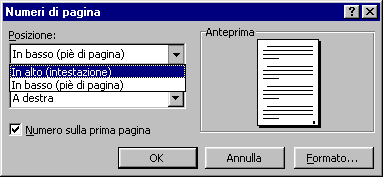 Numeri di pagina
Posizione:
In basso (piè di pagina)
In alto (intestazione)
In basso (piè di pagina)
A destra
Numero sulla prima pagina
Anteprima
OK
Annulla
Formato...